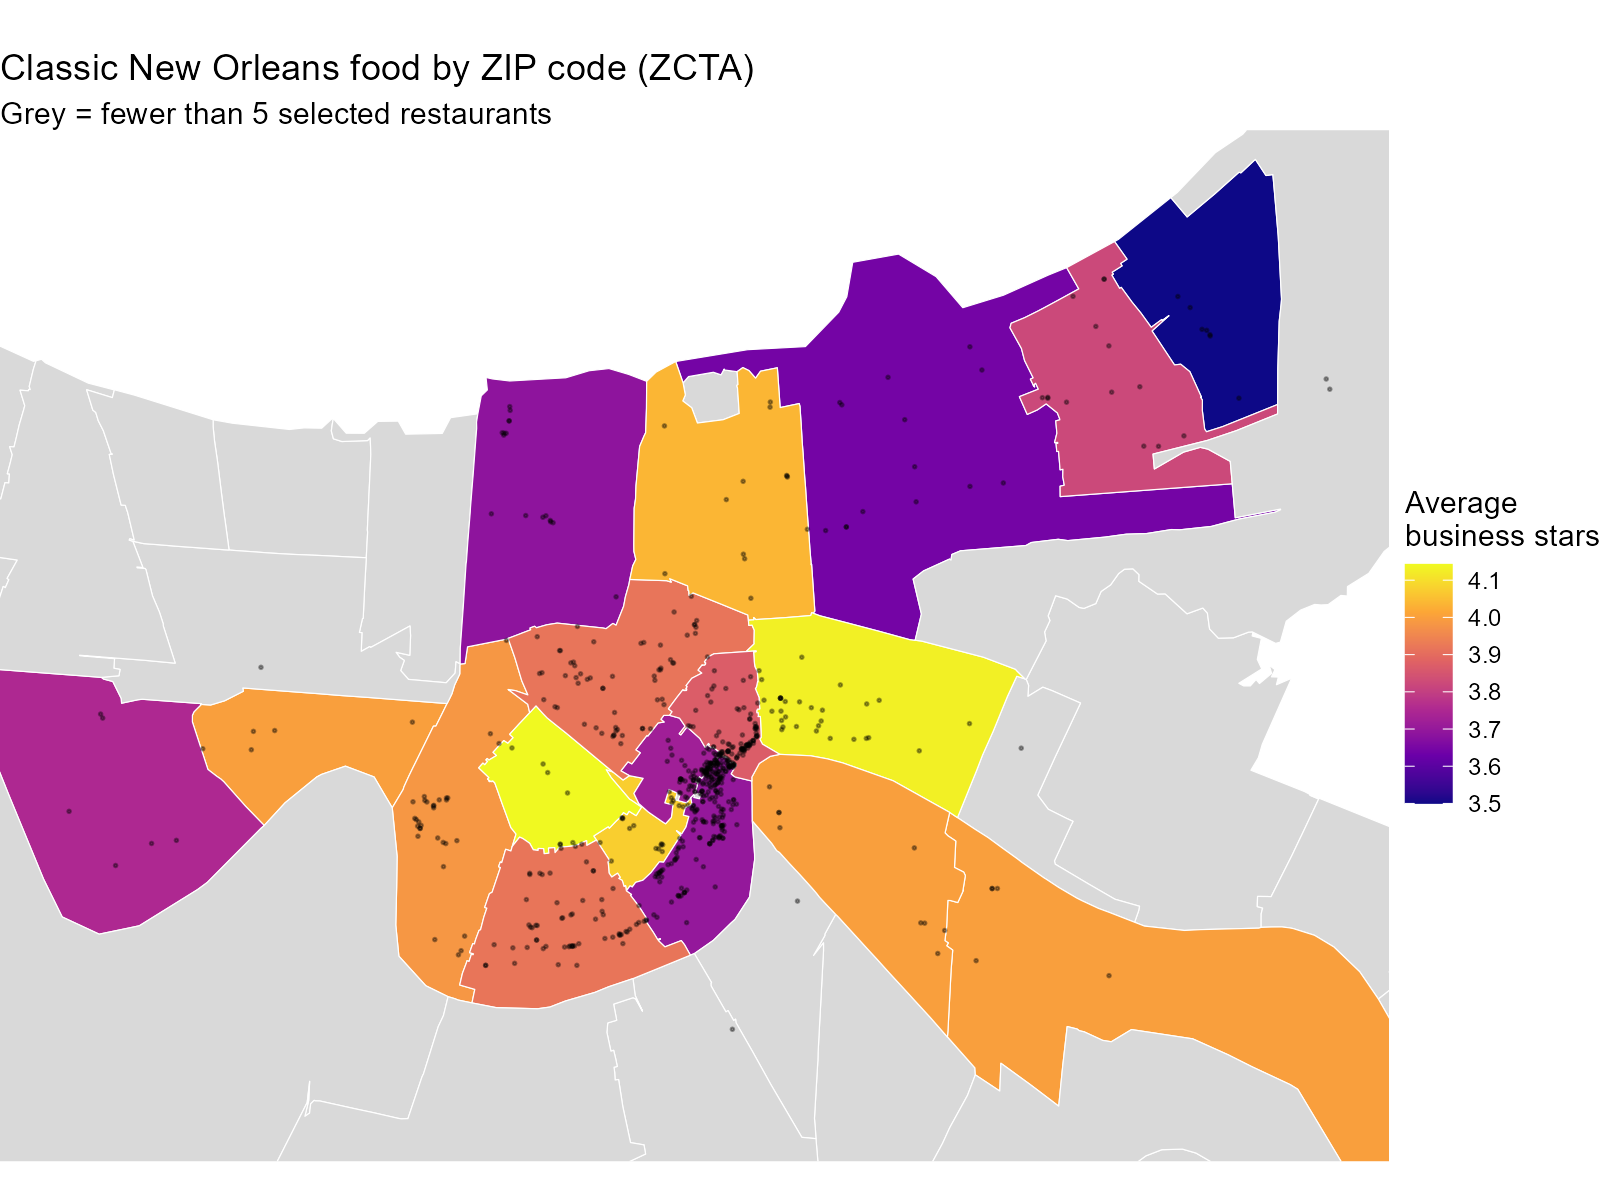 Classic New Orleans food by ZIP code (ZCTA)
Grey = fewer than 5 selected restaurants
Average
business stars
4.1
4.0
3.9
3.8
3.7
3.6
3.5